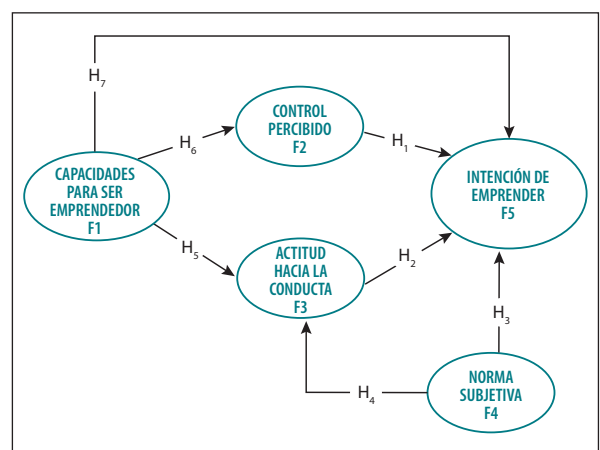 H₇
CONTROL
PERCIBIDO
F2
H₆
H₁
CAPACIDADES
PARA SER
EMPRENDEDOR
F1
INTENCIÓN DE
EMPRENDER
F5
H₅
ACTITUD
HACIA LA
CONDUCTA
F3
H₂
H₃
H₄
NORMA
SUBJETIVA
F4